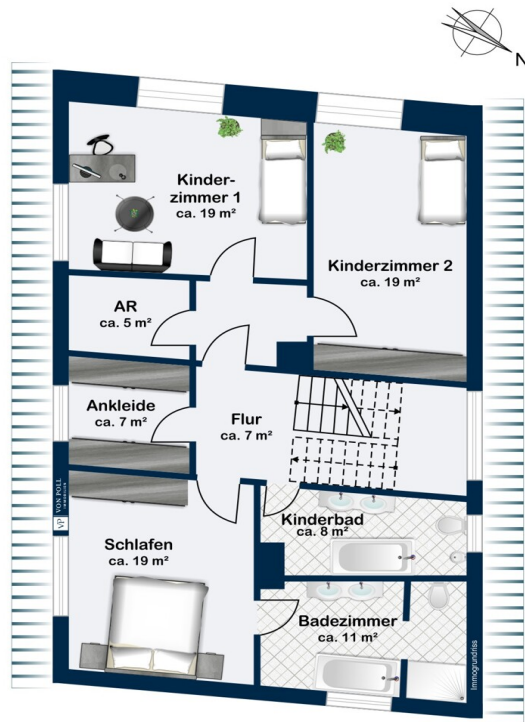 N
Kinder-
zimmer 1
ca. 19 m²
Kinderzimmer 2
ca. 19 m²
AR
ca. 5 m²
Ankleide
ca. 7 m²
Flur
ca. 7 m²
VP VON POLL
IMMOBILIEN
Kinderbad
ca. 8 m²
Schlafen
ca. 19 m²
Badezimmer
ca. 11 m²
Immogrundriss